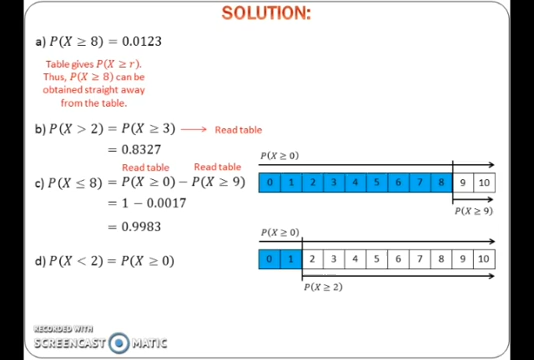 SOLUTION:
a) P(X ≥ 8) = 0.0123
Table gives P(X ≥ r).
Thus, P(X ≥ 8) can be
obtained straight away
from the table.
b) P(X > 2) = P(X ≥ 3) ⟶ Read table
= 0.8327
Read table Read table
c) P(X ≤ 8) = P(X ≥ 0) − P(X ≥ 9)
= 1 − 0.0017
= 0.9983
P(X ≥ 0)
0 1 2 3 4 5 6 7 8 9 10
P(X ≥ 9)
d) P(X < 2) = P(X ≥ 0)
P(X ≥ 0)
0 1 2 3 4 5 6 7 8 9 10
P(X ≥ 2)
RECORDED WITH
SCREENCAST MATIC